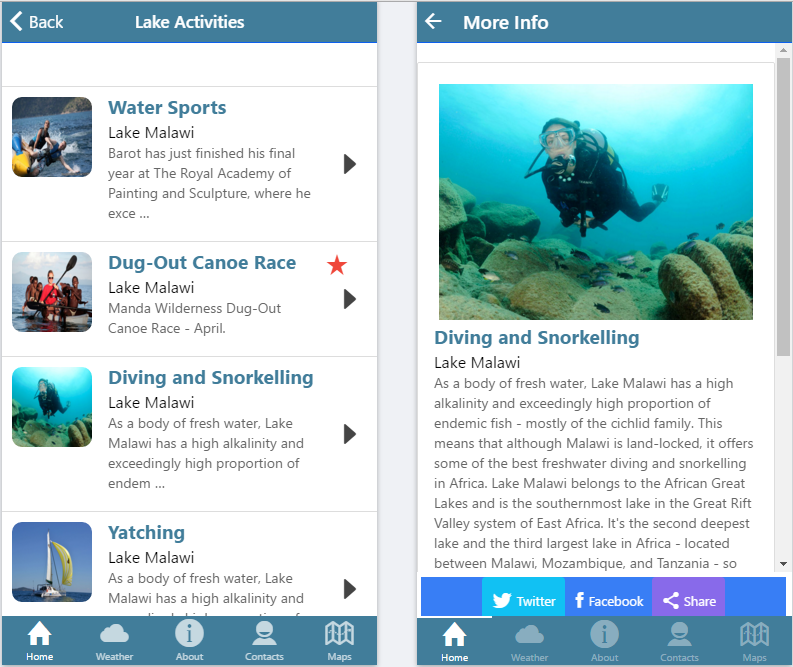 Back
Lake Activities
Water Sports
Lake Malawi
Barot has just finished his final
year at The Royal Academy of
Painting and Sculpture, where he
exce ...
Dug-Out Canoe Race
Lake Malawi
Manda Wilderness Dug-Out
Canoe Race - April.
Diving and Snorkelling
Lake Malawi
As a body of fresh water, Lake
Malawi has a high alkalinity and
exceedingly high proportion of
endem ...
Yatching
Lake Malawi
As a body of fresh water, Lake
Malawi has a high alkalinity and
Home Weather About Contacts Maps
More Info
Diving and Snorkelling
Lake Malawi
As a body of fresh water, Lake Malawi has a high
alkalinity and exceedingly high proportion of
endemic fish - mostly of the cichlid family. This
means that although Malawi is land-locked, it offers
some of the best freshwater diving and snorkelling
in Africa. Lake Malawi belongs to the African Great
Lakes and is the southernmost lake in the Great Rift
Valley system of East Africa. It's the second deepest
lake and the third largest lake in Africa - located
between Malawi, Mozambique, and Tanzania - so
Twitter Facebook Share
Home Weather About Contacts Maps